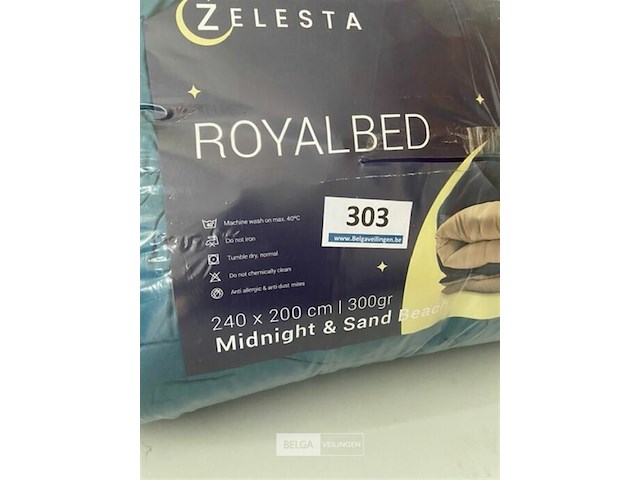 ZELESTA
ROYALBED
Machine wash on max. 40°C
Do not iron
Tumble dry, normal
Do not chemically clean
Anti allergic & anti-dust mites
303
www.Belgaveilingen.be
240 x 200 cm | 300gr
Midnight & Sand Beach
BELGA VEILINGEN